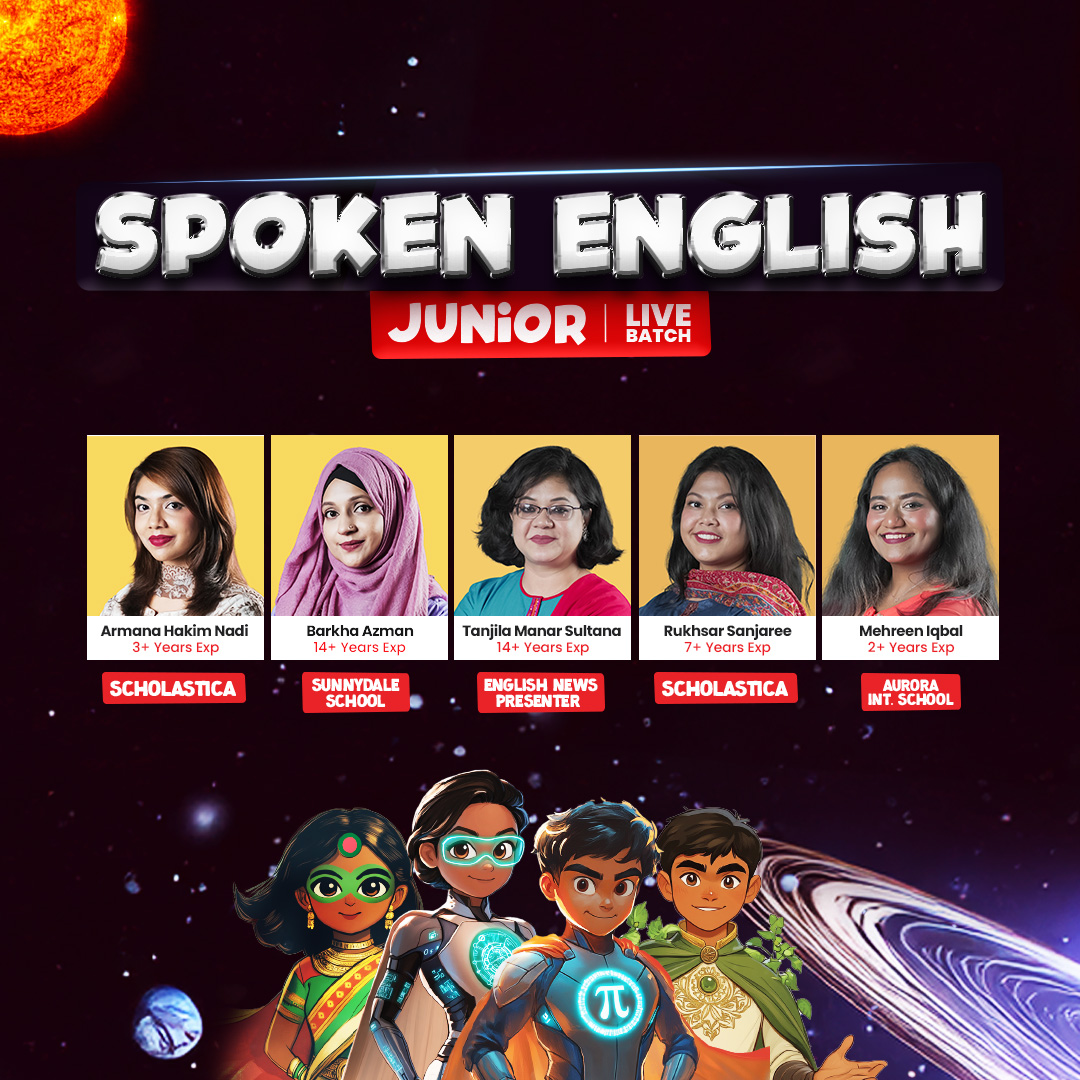 SPOKEN ENGLISH
JUNiOR
LIVE
BATCH
Armana Hakim Nadi
3+ Years Exp
SCHOLASTICA
Barkha Azman
14+ Years Exp
SUNNYDALE
SCHOOL
Tanjila Manar Sultana
14+ Years Exp
ENGLISH NEWS
PRESENTER
Rukhsar Sanjaree
7+ Years Exp
SCHOLASTICA
Mehreen Iqbal
2+ Years Exp
AURORA
INT. SCHOOL
π